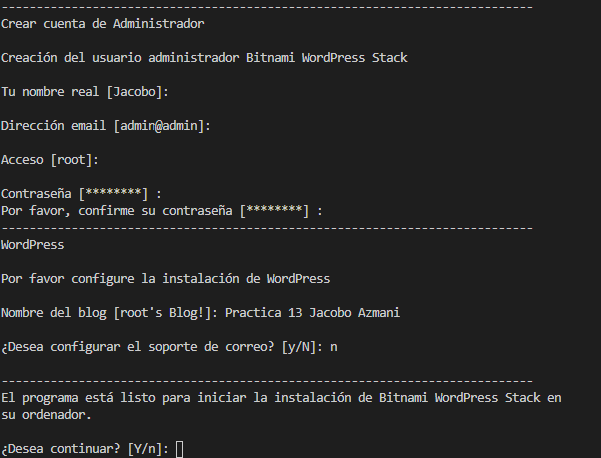 ----------------------------------------------------------------------------
Crear cuenta de Administrador
Creación del usuario administrador Bitnami WordPress Stack
Tu nombre real [Jacobo]:
Dirección email [admin@admin]:
Acceso [root]:
Contraseña [********] :
Por favor, confirme su contraseña [********] :
----------------------------------------------------------------------------
WordPress
Por favor configure la instalación de WordPress
Nombre del blog [root's Blog!]: Practica 13 Jacobo Azmani
¿Desea configurar el soporte de correo? [y/N]: n
----------------------------------------------------------------------------
El programa está listo para iniciar la instalación de Bitnami WordPress Stack en
su ordenador.
¿Desea continuar? [Y/n]: